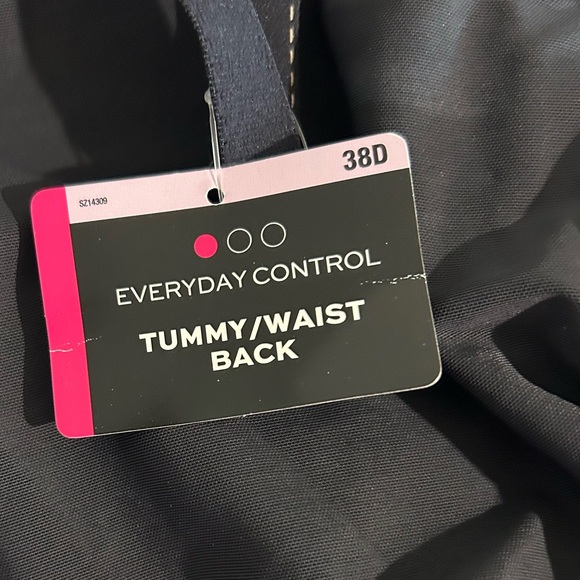 38D
SZ14309
EVERYDAY CONTROL
TUMMY/WAIST
BACK